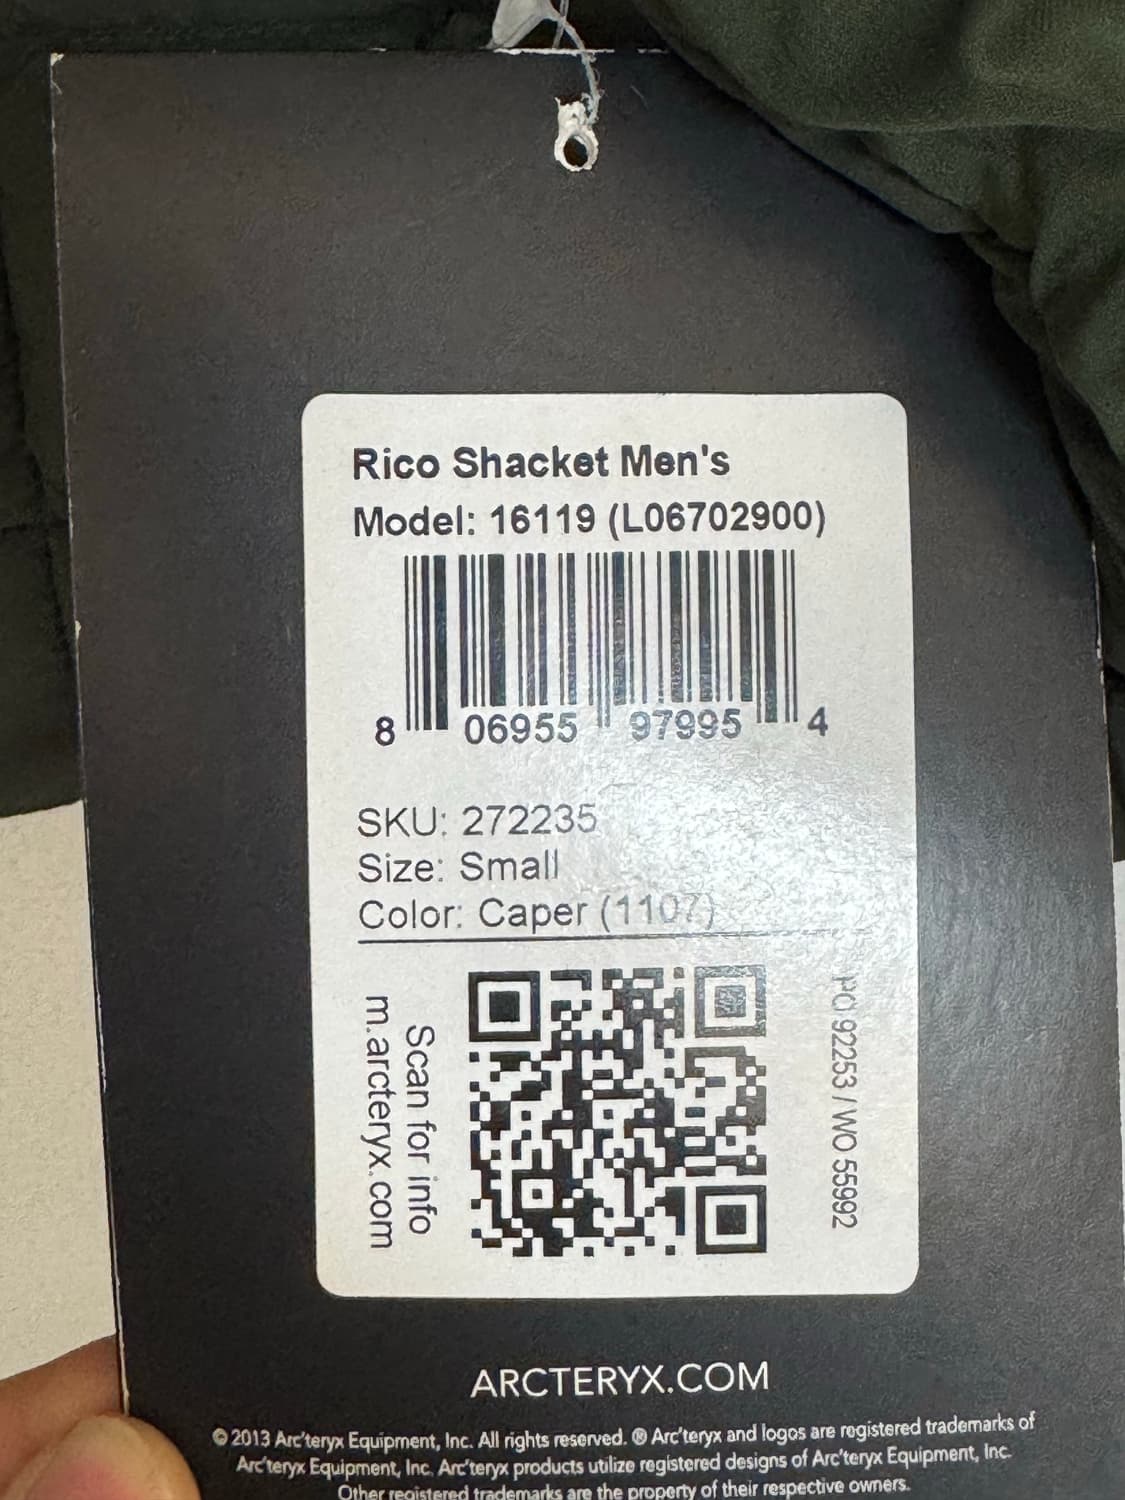 Rico Shacket Men's
Model: 16119 (L06702900)
8 06955 97995 4
SKU: 272235
Size: Small
Color: Caper (1107)
Scan for info
m.arcteryx.com
PO 92253 / WO 55992
ARCTERYX.COM
© 2013 Arc'teryx Equipment, Inc. All rights reserved. ® Arc'teryx and logos are registered trademarks of
Arc'teryx Equipment, Inc. Arc'teryx products utilize registered designs of Arc'teryx Equipment, Inc.
Other registered trademarks are the property of their respective owners.